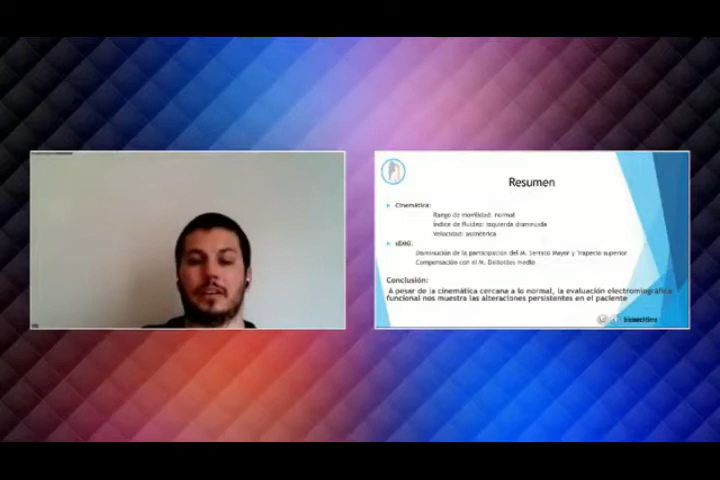 Resumen
Cinemática:
Rango de movilidad: normal
Índice de fluidez: izquierda disminuida
Velocidad: asimétrica
sEMG:
Disminución de la participación del M. Serrato Mayor y Trapecio superior
Compensación con el M. Deltoides medio
Conclusión:
A pesar de la cinemática cercana a lo normal, la evaluación electromiográfica
funcional nos muestra las alteraciones persistentes en el paciente